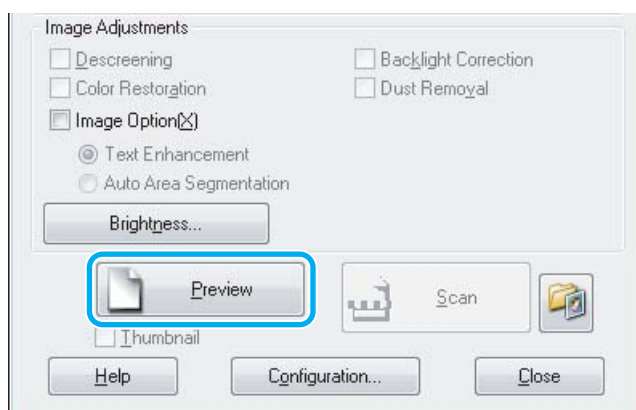 Image Adjustments
Descreening Backlight Correction
Color Restoration Dust Removal
Image Option(X)
Text Enhancement
Auto Area Segmentation
Brightness...
Preview Scan
Thumbnail
Help Configuration... Close